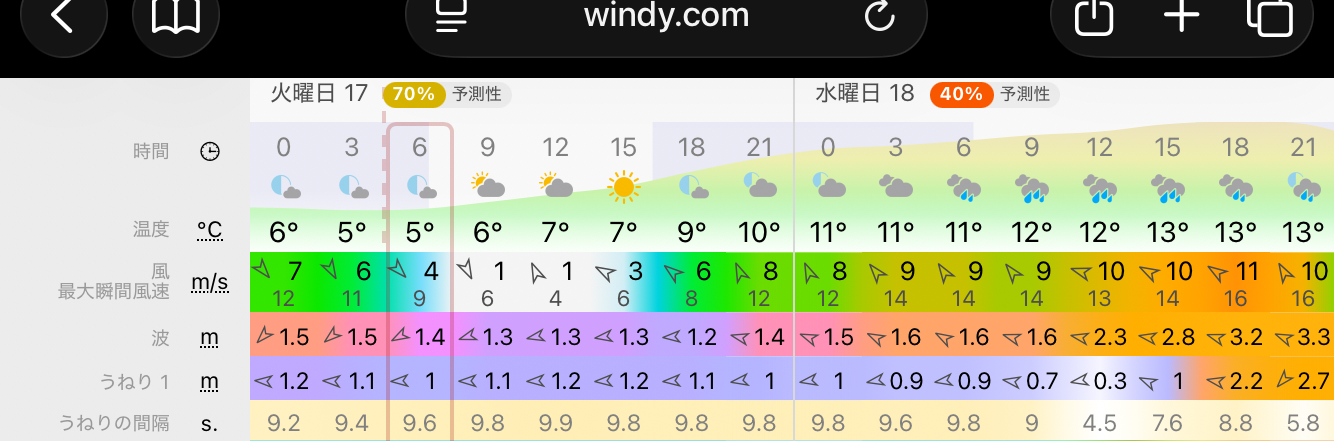 windy.com
火曜日 17 70% 予測性 水曜日 18 40% 予測性
時間 0 3 6 9 12 15 18 21 0 3 6 9 12 15 18 21
温度 °C 6° 5° 5° 6° 7° 7° 9° 10° 11° 11° 11° 12° 12° 13° 13° 13°
風 m/s 7 6 4 1 1 3 6 8 8 9 9 9 10 10 11 10
最大瞬間風速 12 11 9 6 4 6 8 12 12 14 14 14 13 14 16 16
波 m 1.5 1.5 1.4 1.3 1.3 1.3 1.2 1.4 1.5 1.6 1.6 1.6 2.3 2.8 3.2 3.3
うねり 1 m 1.2 1.1 1 1.1 1.2 1.2 1.1 1 1 0.9 0.9 0.7 0.3 1 2.2 2.7
うねりの間隔 s. 9.2 9.4 9.6 9.8 9.9 9.8 9.8 9.8 9.8 9.6 9.8 9 4.5 7.6 8.8 5.8